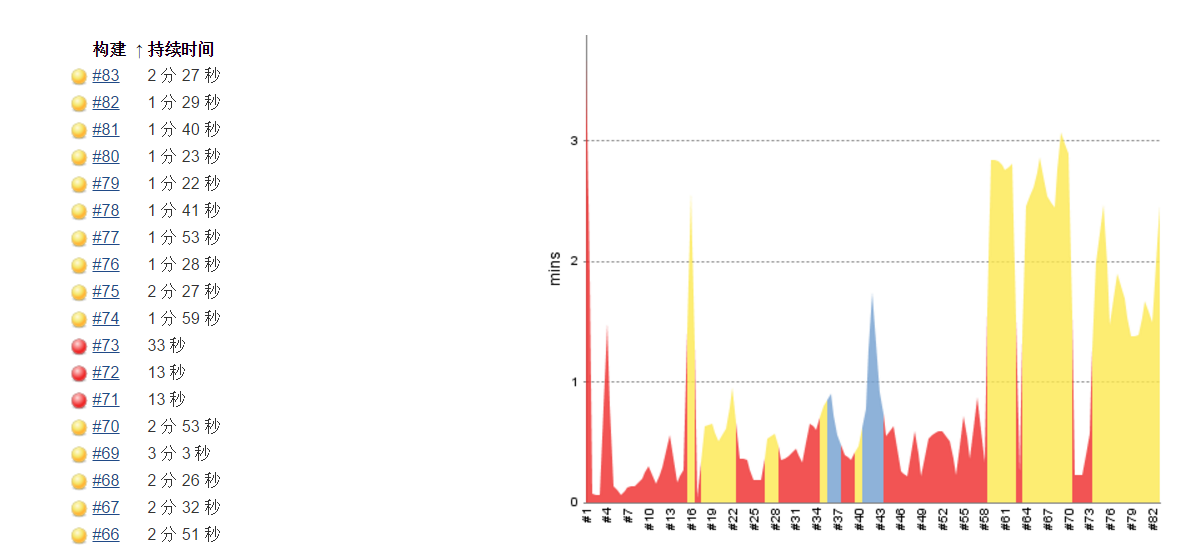 构建 ↑ 持续时间
#83 2 分 27 秒
#82 1 分 29 秒
#81 1 分 40 秒
#80 1 分 23 秒
#79 1 分 22 秒
#78 1 分 41 秒
#77 1 分 53 秒
#76 1 分 28 秒
#75 2 分 27 秒
#74 1 分 59 秒
#73 33 秒
#72 13 秒
#71 13 秒
#70 2 分 53 秒
#69 3 分 3 秒
#68 2 分 26 秒
#67 2 分 32 秒
#66 2 分 51 秒
mins
3
2
1
0
#1 #4 #7 #10 #13 #16 #19 #22 #25 #28 #31 #34 #37 #40 #43 #46 #49 #52 #55 #58 #61 #64 #67 #70 #73 #76 #79 #82